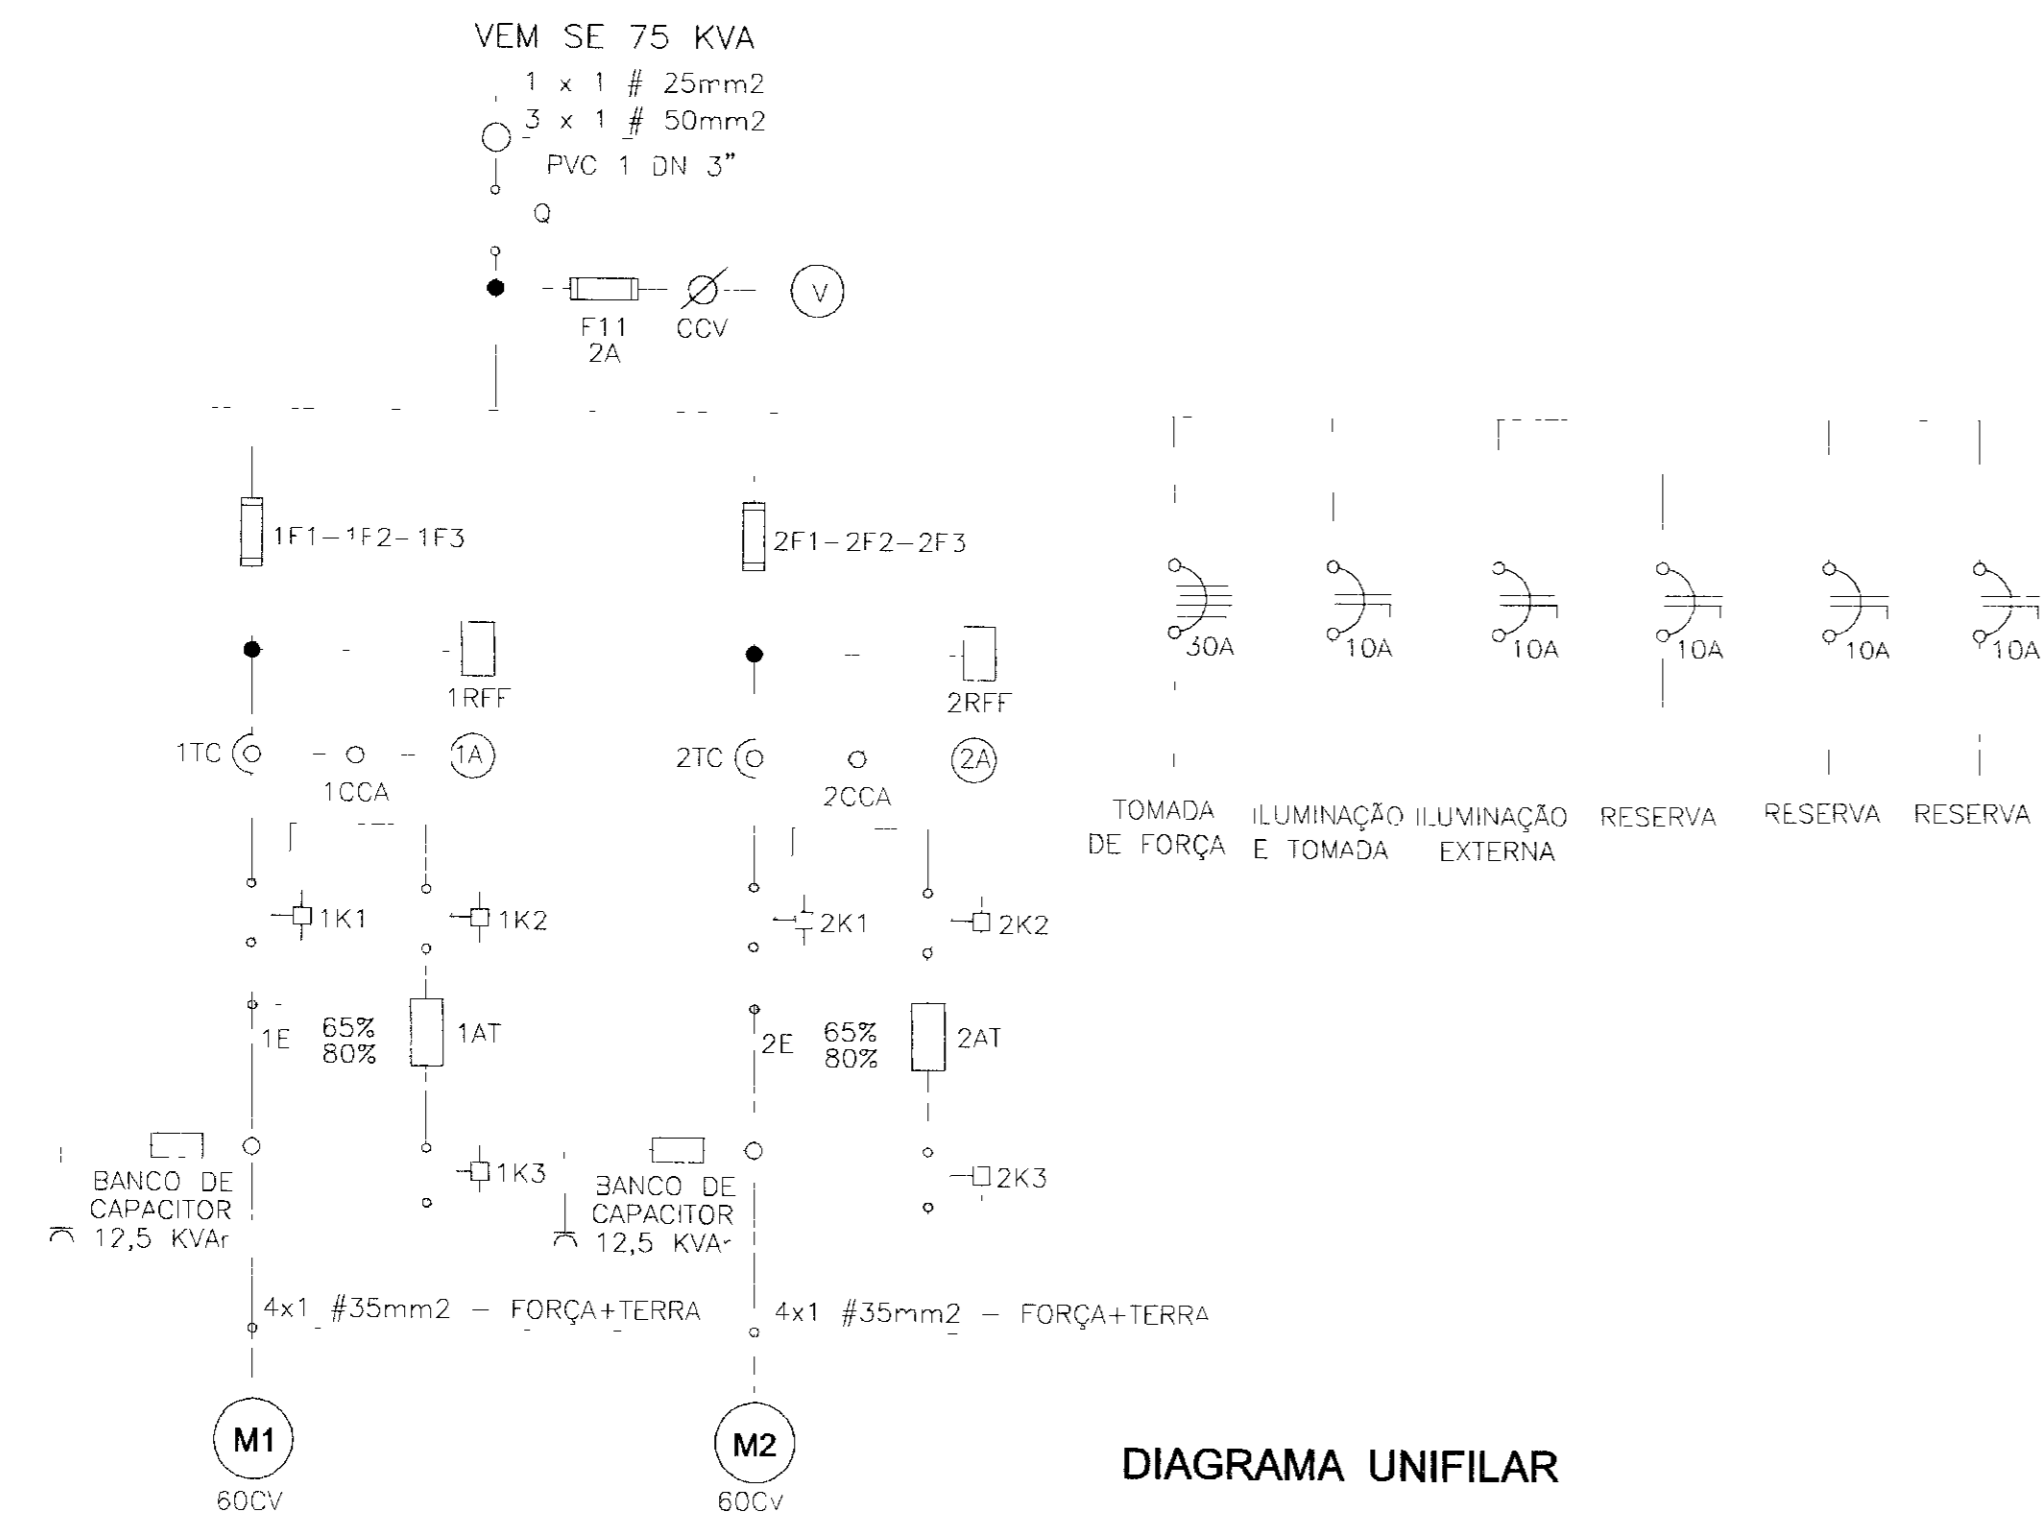 VEM SE 75 KVA
1 x 1 # 25mm2
3 x 1 # 50mm2
PVC 1 DN 3"
Q
F11
2A
CCV
V
1F1-1F2-1F3
2F1-2F2-2F3
1RFF
2RFF
1TC
1CCA
1A
2TC
2CCA
2A
30A
10A
10A
10A
10A
10A
TOMADA
DE FORÇA
ILUMINAÇÃO
E TOMADA
ILUMINAÇÃO
EXTERNA
RESERVA
RESERVA
RESERVA
1K1
1K2
2K1
2K2
1E
65%
80%
1AT
2E
65%
80%
2AT
BANCO DE
CAPACITOR
12,5 KVAr
1K3
BANCO DE
CAPACITOR
12,5 KVAr
2K3
4x1 #35mm2 - FORÇA+TERRA
4x1 #35mm2 - FORÇA+TERRA
M1
60CV
M2
60CV
DIAGRAMA UNIFILAR